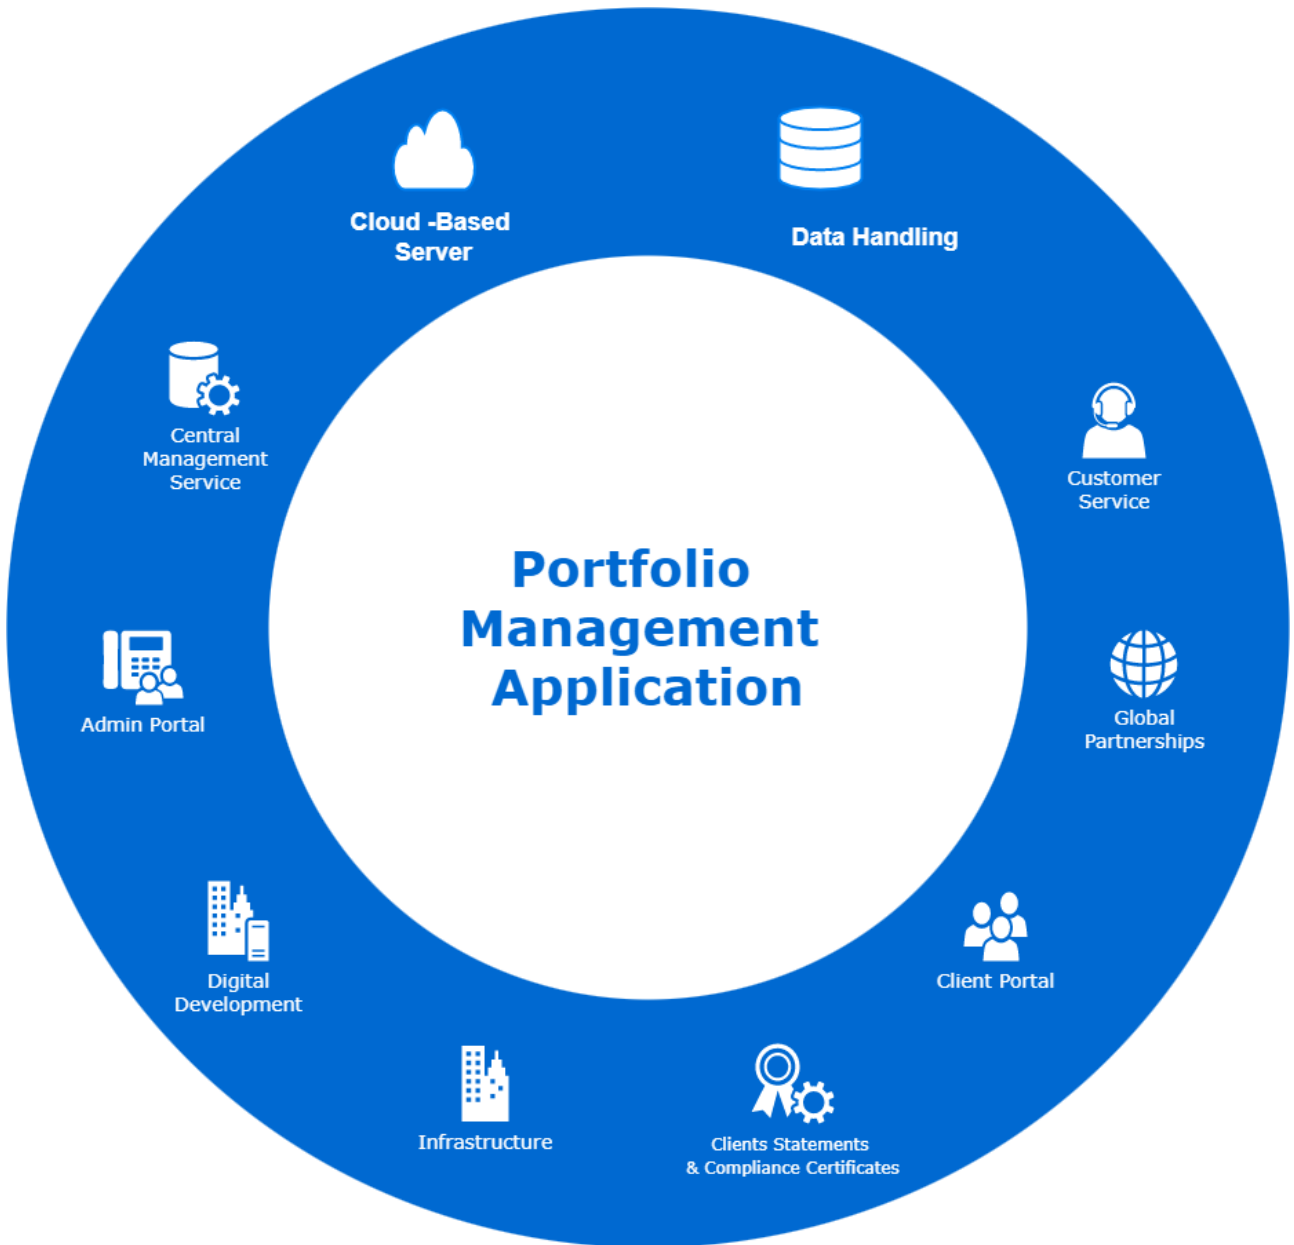 Cloud -Based
Server
Data Handling
Central
Management
Service
Customer
Service
Portfolio
Management
Application
Admin Portal
Global
Partnerships
Digital
Development
Client Portal
Infrastructure
Clients Statements
& Compliance Certificates